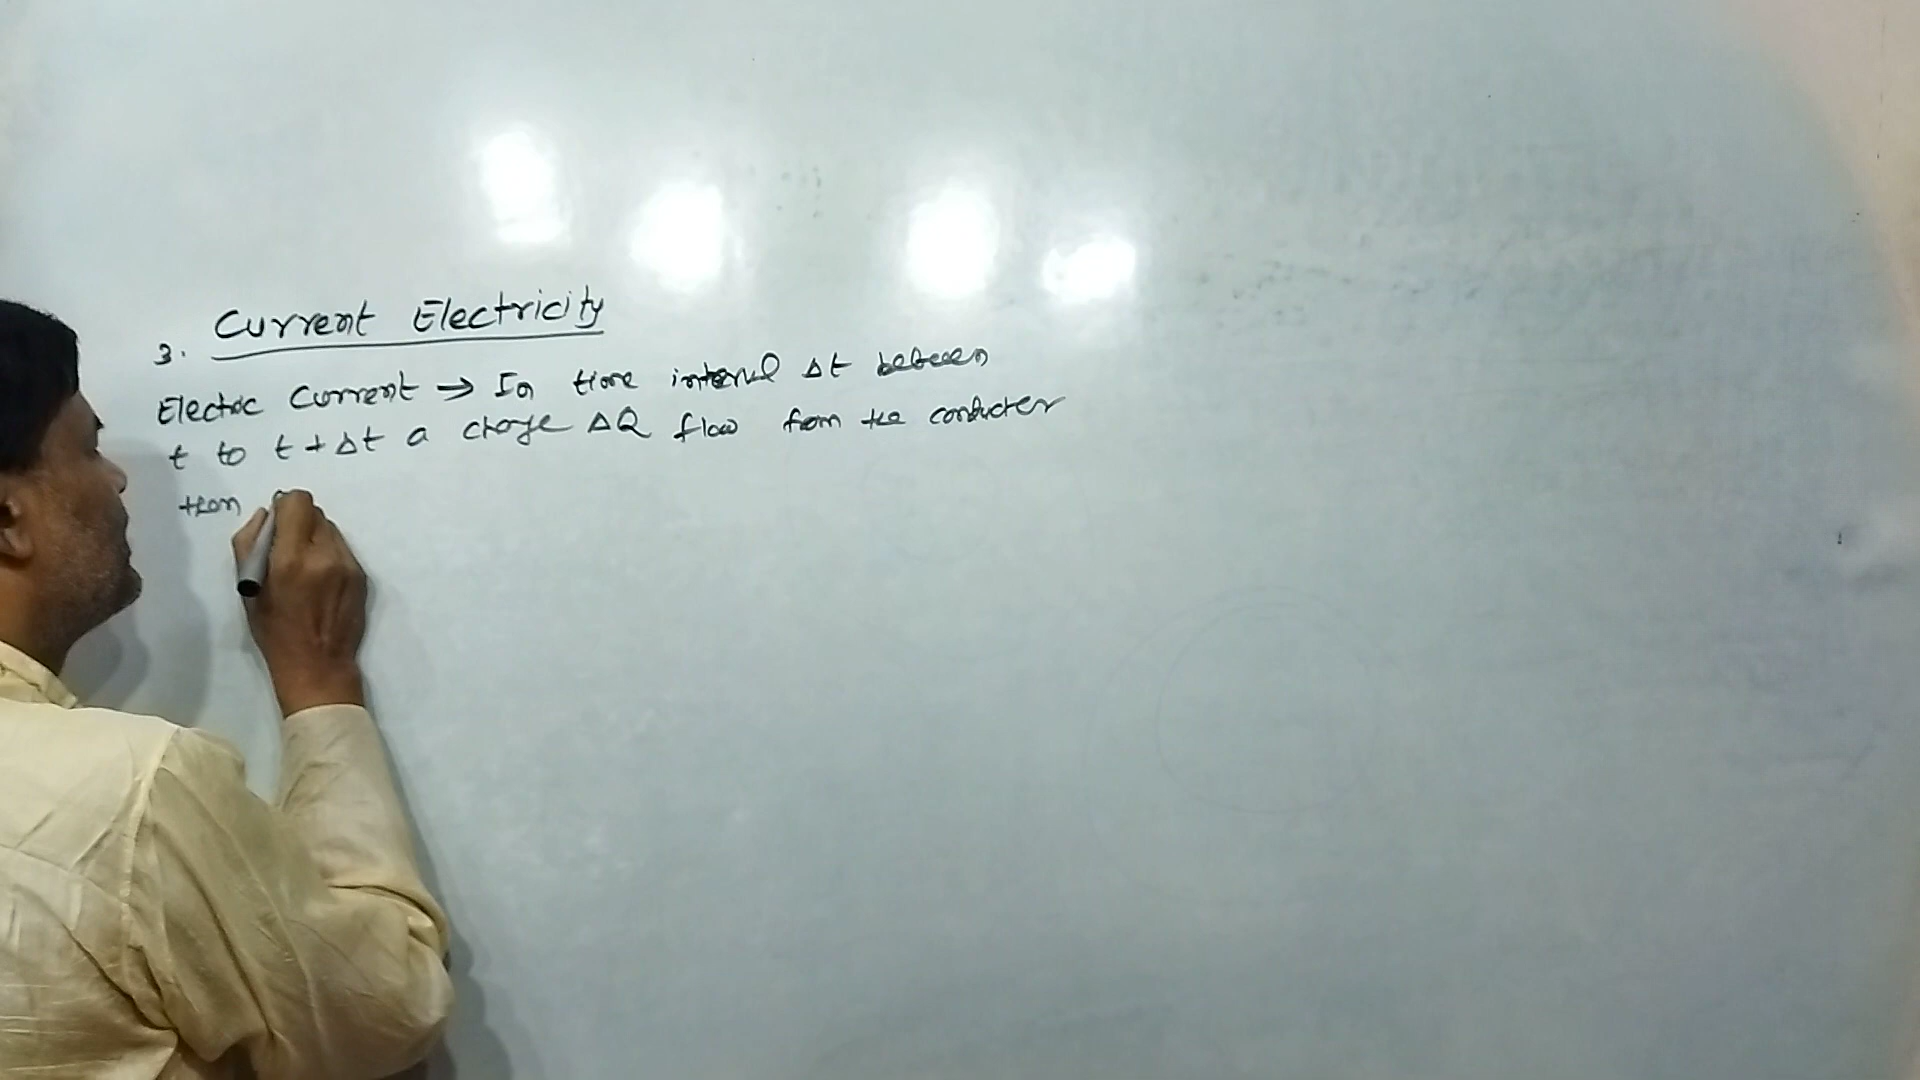 3. Current Electricity
Electric Current → In time interval Δt between
t to t + Δt a charge ΔQ flow from the conductor
then